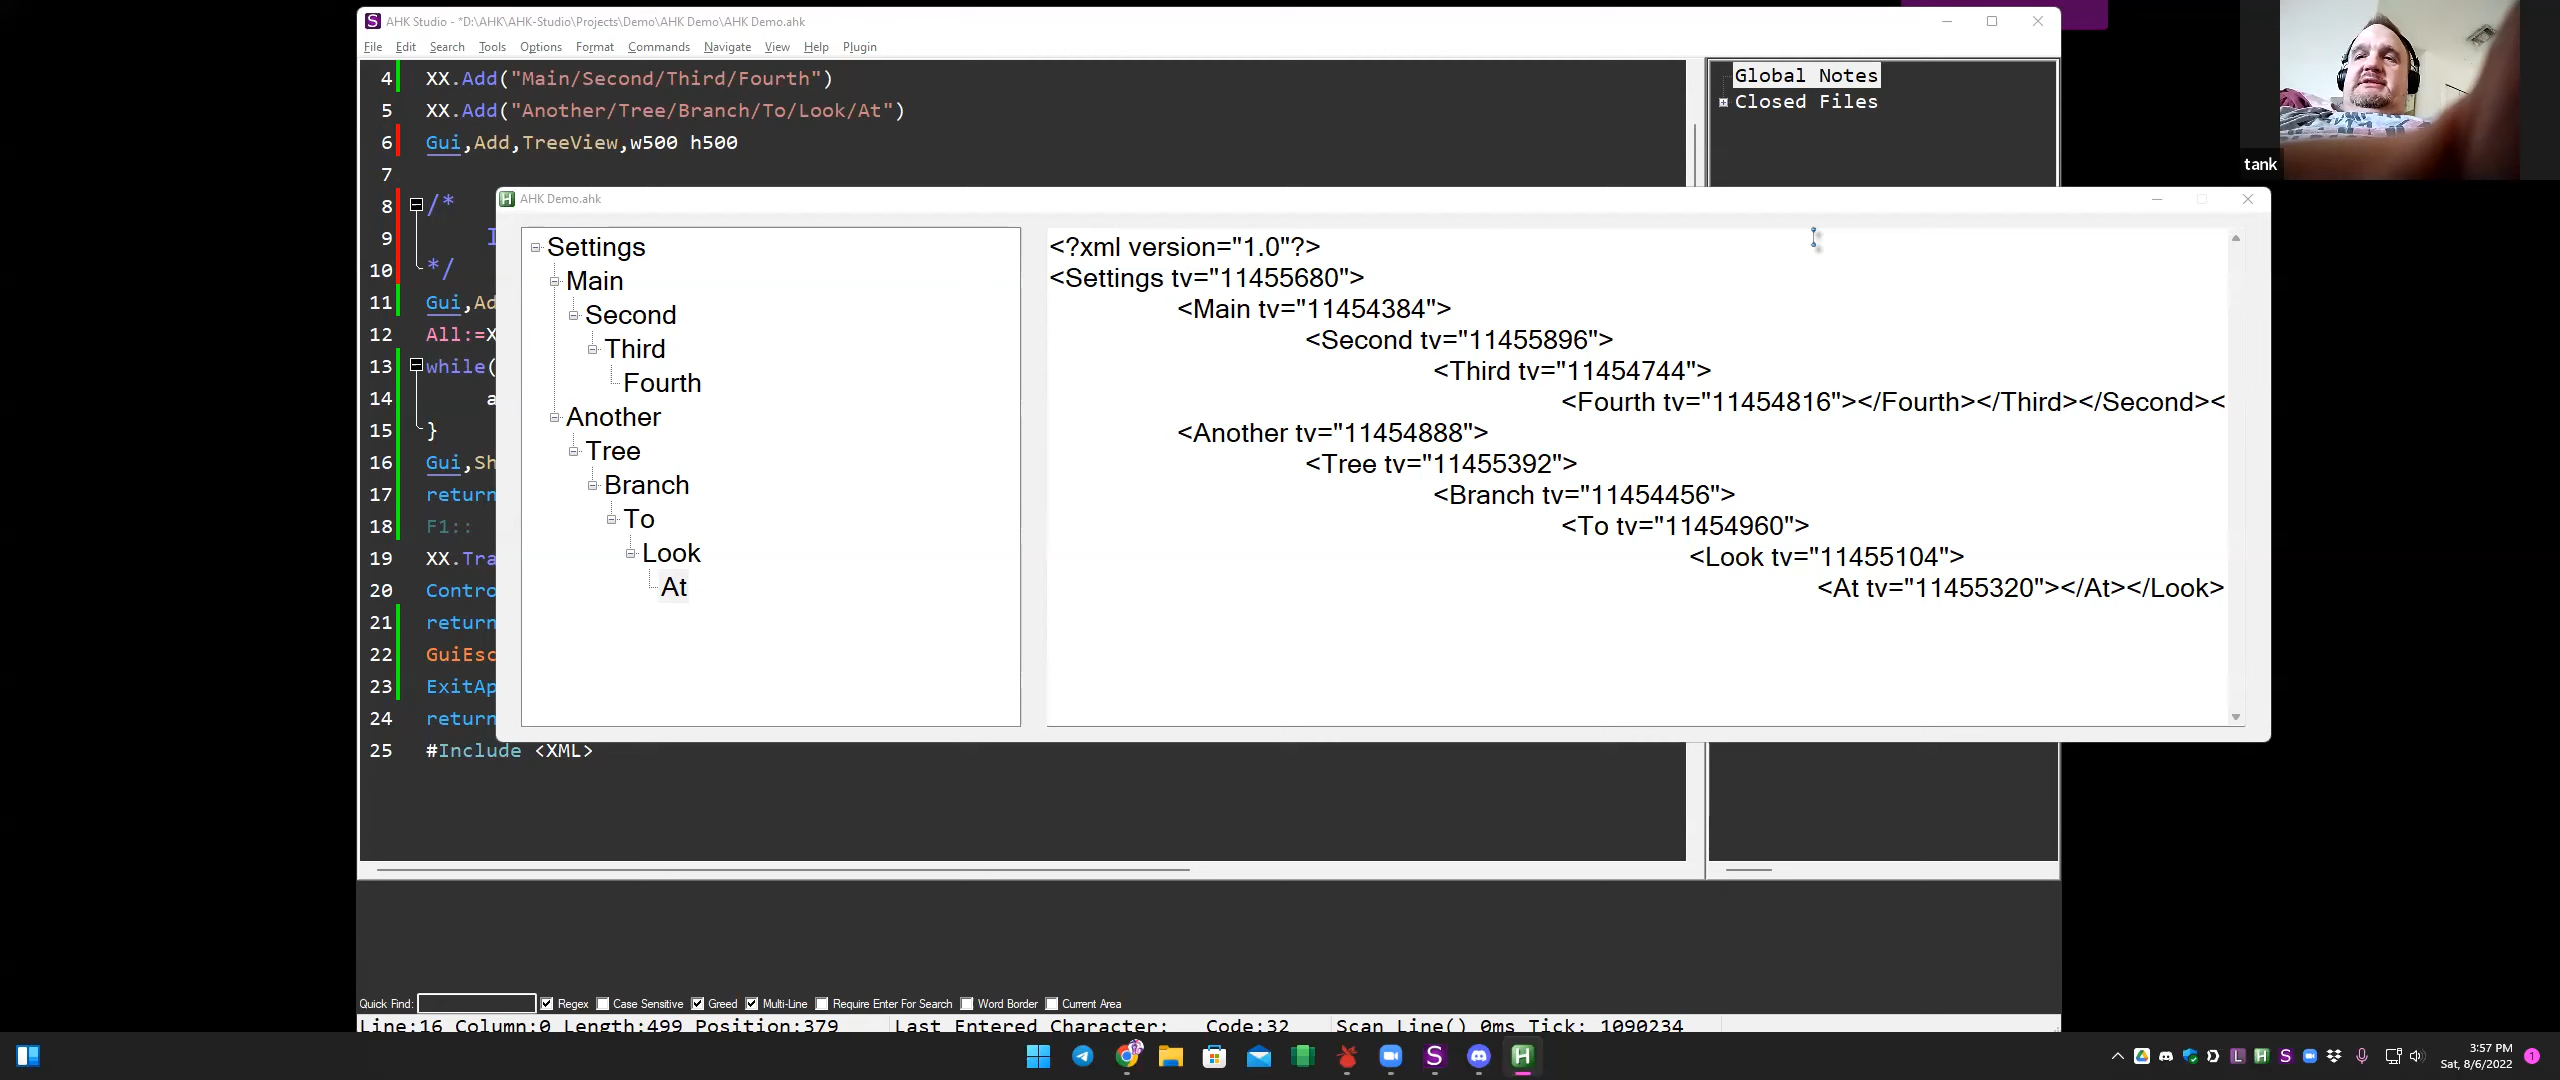 AHK Studio - *D:\AHK\AHK-Studio\Projects\Demo\AHK Demo\AHK Demo.ahk
File Edit Search Tools Options Format Commands Navigate View Help Plugin
4 XX.Add("Main/Second/Third/Fourth")
5 XX.Add("Another/Tree/Branch/To/Look/At")
6 Gui,Add,TreeView,w500 h500
7
8 /*
9 I
10 */
11 Gui,Ad
12 All:=X
13 while(
14 a
15 }
16 Gui,Sh
17 return
18 F1::
19 XX.Tra
20 Contro
21 return
22 GuiEsc
23 ExitAp
24 return
25 #Include <XML>
Global Notes
Closed Files
tank
AHK Demo.ahk
Settings
Main
Second
Third
Fourth
Another
Tree
Branch
To
Look
At
<?xml version="1.0"?>
<Settings tv="11455680">
<Main tv="11454384">
<Second tv="11455896">
<Third tv="11454744">
<Fourth tv="11454816"></Fourth></Third></Second><
<Another tv="11454888">
<Tree tv="11455392">
<Branch tv="11454456">
<To tv="11454960">
<Look tv="11455104">
<At tv="11455320"></At></Look>
Quick Find: Regex Case Sensitive Greed Multi-Line Require Enter For Search Word Border Current Area
Line:16 Column:0 Length:499 Position:379 Last Entered Character: Code:32 Scan Line() 0ms Tick: 1090234
3:57 PM
Sat, 8/6/2022
1